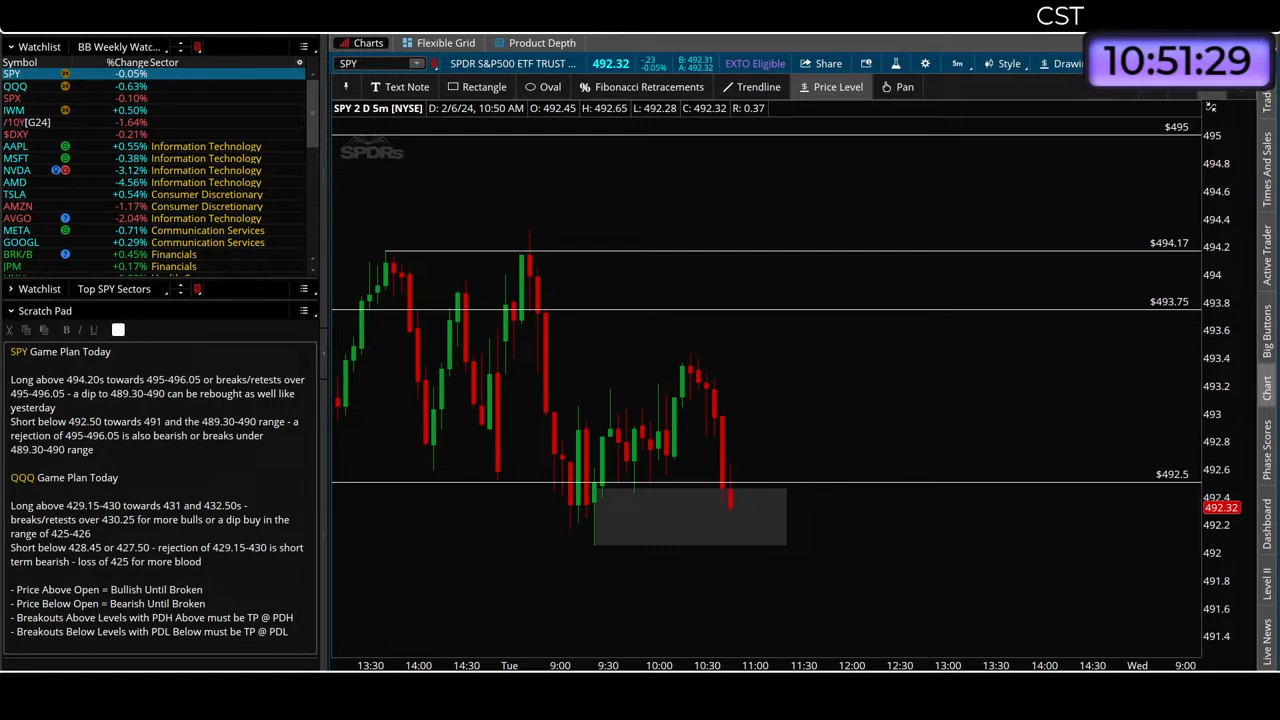 CST
10:51:29
Watchlist BB Weekly Watc...
Symbol %Change Sector
SPY 24 -0.05%
QQQ 24 -0.63%
SPX -0.10%
IWM 24 +0.50%
/10Y[G24] -1.64%
$DXY -0.21%
AAPL +0.55% Information Technology
MSFT -0.38% Information Technology
NVDA -3.12% Information Technology
AMD -4.56% Information Technology
TSLA +0.54% Consumer Discretionary
AMZN -1.17% Consumer Discretionary
AVGO ? -2.04% Information Technology
META -0.71% Communication Services
GOOGL +0.29% Communication Services
BRK/B ? +0.45% Financials
JPM +0.17% Financials
Watchlist Top SPY Sectors
Scratch Pad
B I U
SPY Game Plan Today
Long above 494.20s towards 495-496.05 or breaks/retests over
495-496.05 - a dip to 489.30-490 can be rebought as well like
yesterday
Short below 492.50 towards 491 and the 489.30-490 range - a
rejection of 495-496.05 is also bearish or breaks under
489.30-490 range
QQQ Game Plan Today
Long above 429.15-430 towards 431 and 432.50s -
breaks/retests over 430.25 for more bulls or a dip buy in the
range of 425-426
Short below 428.45 or 427.50 - rejection of 429.15-430 is short
term bearish - loss of 425 for more blood
- Price Above Open = Bullish Until Broken
- Price Below Open = Bearish Until Broken
- Breakouts Above Levels with PDH Above must be TP @ PDH
- Breakouts Below Levels with PDL Below must be TP @ PDL
Charts Flexible Grid Product Depth
SPY SPDR S&P500 ETF TRUST ... 492.32 -.23 -0.05% B: 492.31 A: 492.32 EXTO Eligible Share 5m Style Drawin
Text Note Rectangle Oval Fibonacci Retracements Trendline Price Level Pan
SPY 2 D 5m [NYSE] D: 2/6/24, 10:50 AM O: 492.45 H: 492.65 L: 492.28 C: 492.32 R: 0.37
SPDRs
$495
$494.17
$493.75
$492.5
495
494.8
494.6
494.4
494.2
494
493.8
493.6
493.4
493.2
493
492.8
492.6
492.4
492.32
492.2
492
491.8
491.6
491.4
13:30 14:00 14:30 Tue 9:00 9:30 10:00 10:30 11:00 11:30 12:00 12:30 13:00 13:30 14:00 14:30 Wed 9:00
Times And Sales
Active Trader
Big Buttons
Chart
Phase Scores
Dashboard
Level II
Live News